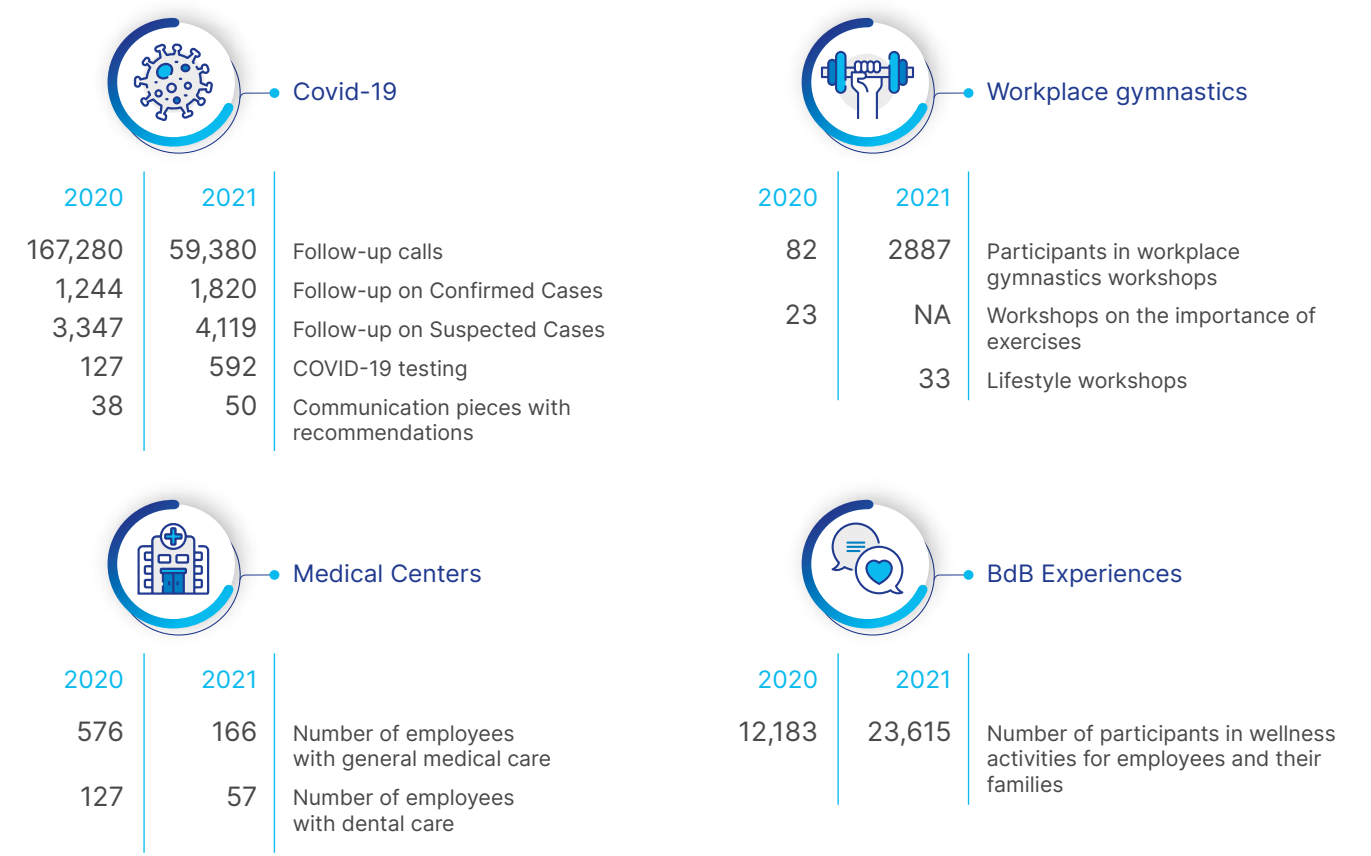 Covid-19
2020 2021
167,280 59,380 Follow-up calls
1,244 1,820 Follow-up on Confirmed Cases
3,347 4,119 Follow-up on Suspected Cases
127 592 COVID-19 testing
38 50 Communication pieces with
recommendations
Workplace gymnastics
2020 2021
82 2887 Participants in workplace
gymnastics workshops
23 NA Workshops on the importance of
exercises
33 Lifestyle workshops
Medical Centers
2020 2021
576 166 Number of employees
with general medical care
127 57 Number of employees
with dental care
BdB Experiences
2020 2021
12,183 23,615 Number of participants in wellness
activities for employees and their
families